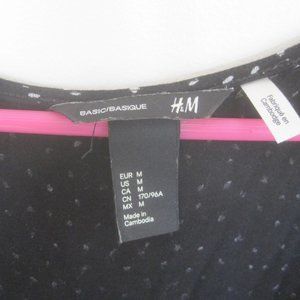 BASIC/BASIQUE H&M
Fabriqué en
Cambodge
EUR M
US M
CA M
CN 170/96A
MX M
Made in
Cambodia